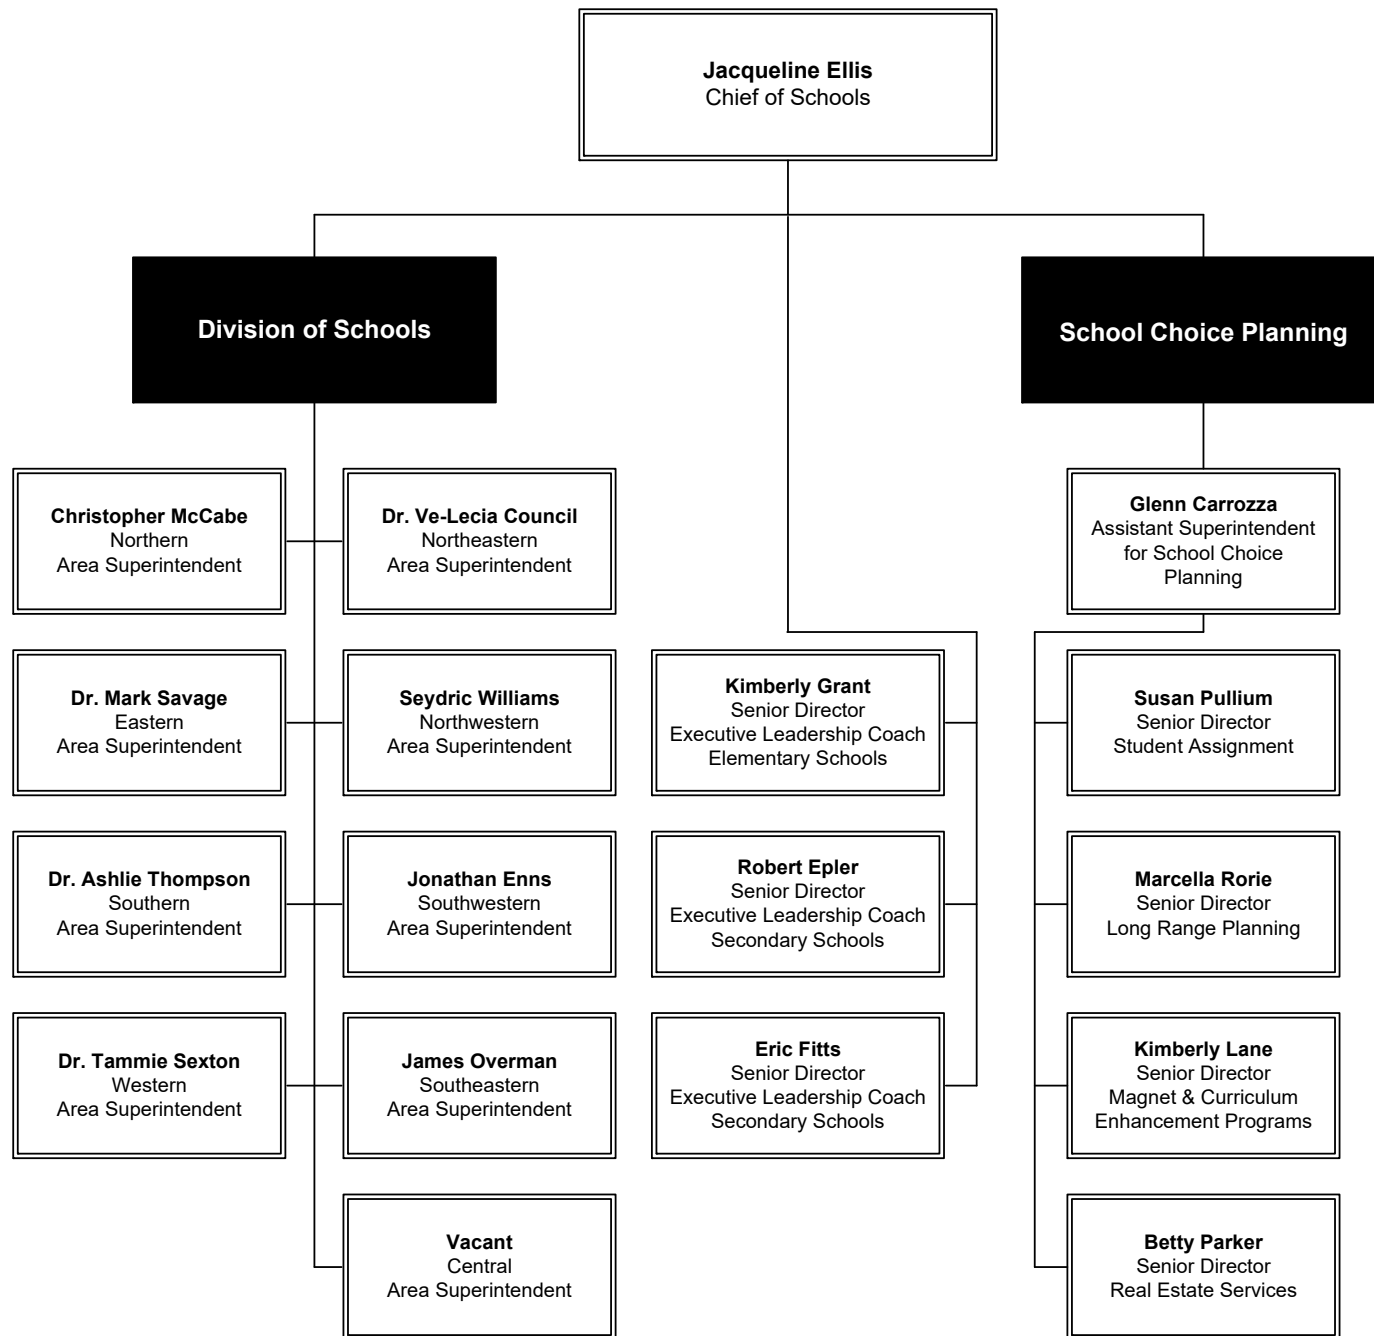 Jacqueline Ellis
Chief of Schools
Division of Schools
School Choice Planning
Christopher McCabe
Northern
Area Superintendent
Dr. Ve-Lecia Council
Northeastern
Area Superintendent
Glenn Carrozza
Assistant Superintendent
for School Choice
Planning
Dr. Mark Savage
Eastern
Area Superintendent
Seydric Williams
Northwestern
Area Superintendent
Kimberly Grant
Senior Director
Executive Leadership Coach
Elementary Schools
Susan Pullium
Senior Director
Student Assignment
Dr. Ashlie Thompson
Southern
Area Superintendent
Jonathan Enns
Southwestern
Area Superintendent
Robert Epler
Senior Director
Executive Leadership Coach
Secondary Schools
Marcella Rorie
Senior Director
Long Range Planning
Dr. Tammie Sexton
Western
Area Superintendent
James Overman
Southeastern
Area Superintendent
Eric Fitts
Senior Director
Executive Leadership Coach
Secondary Schools
Kimberly Lane
Senior Director
Magnet & Curriculum
Enhancement Programs
Vacant
Central
Area Superintendent
Betty Parker
Senior Director
Real Estate Services